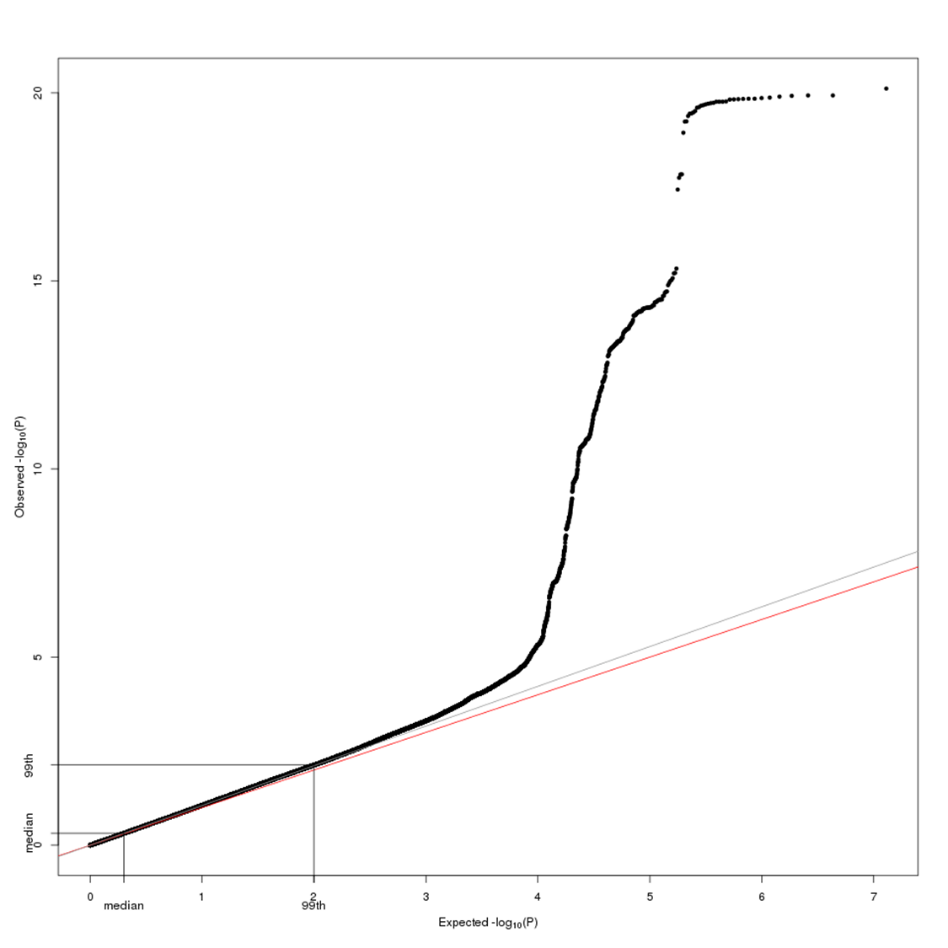 20
15
10
5
99th
median
0
Observed -log₁₀(P)
0 1 2 3 4 5 6 7
median 99th
Expected -log₁₀(P)